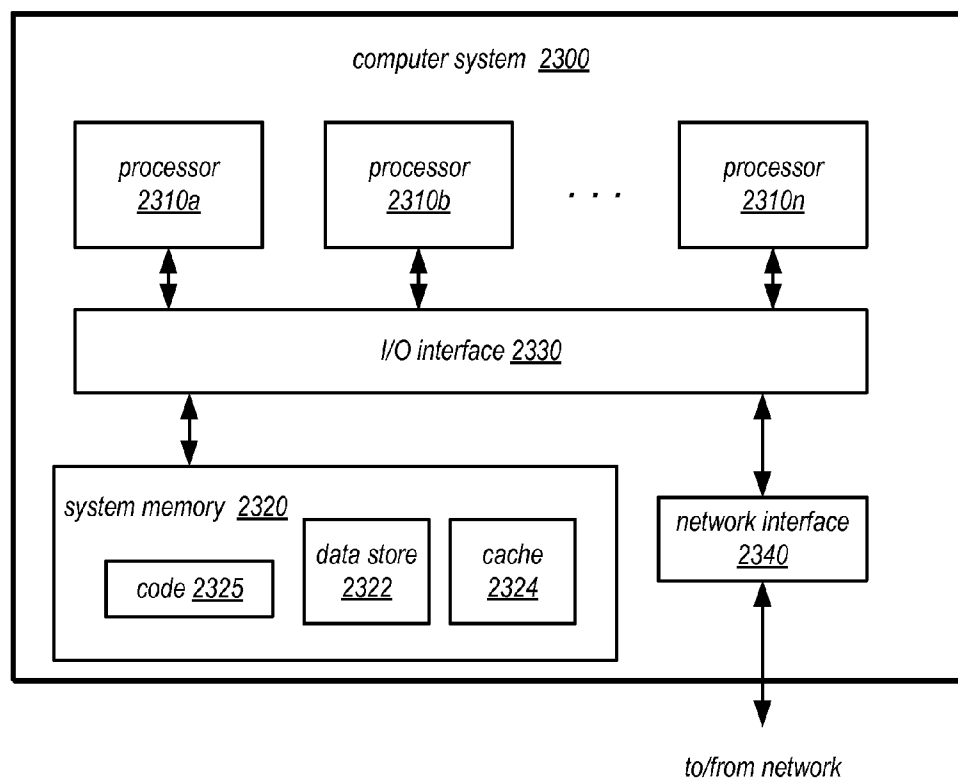 computer system 2300
processor
2310a
processor
2310b
. . .
processor
2310n
I/O interface 2330
system memory 2320
code 2325
data store
2322
cache
2324
network interface
2340
to/from network